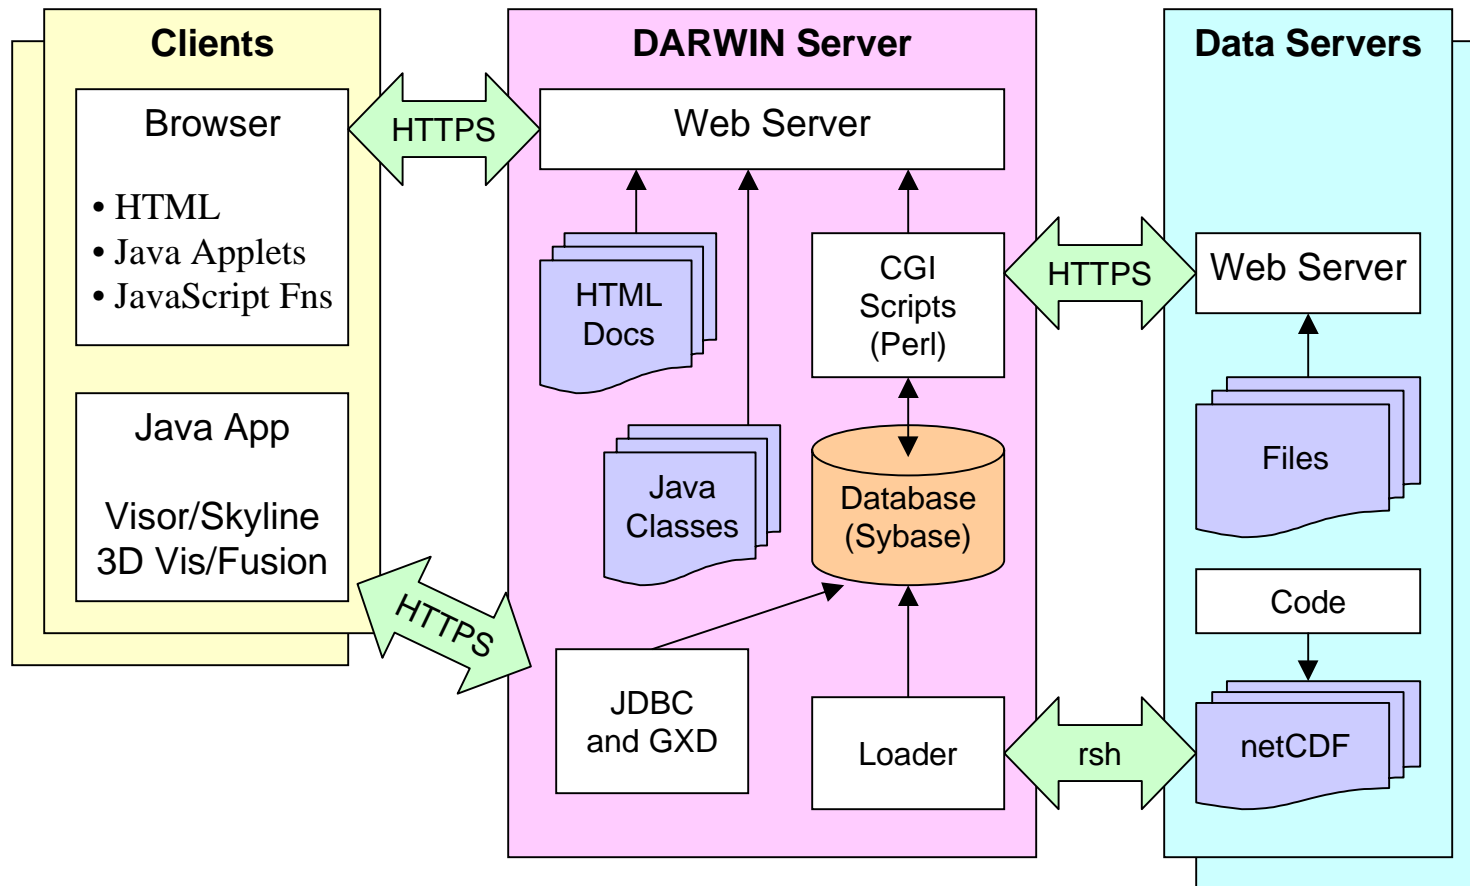 Clients
Browser
• HTML
• Java Applets
• JavaScript Fns
Java App
Visor/Skyline
3D Vis/Fusion
HTTPS
HTTPS
DARWIN Server
Web Server
HTML
Docs
CGI
Scripts
(Perl)
Java
Classes
Database
(Sybase)
JDBC
and GXD
Loader
HTTPS
rsh
Data Servers
Web Server
Files
Code
netCDF